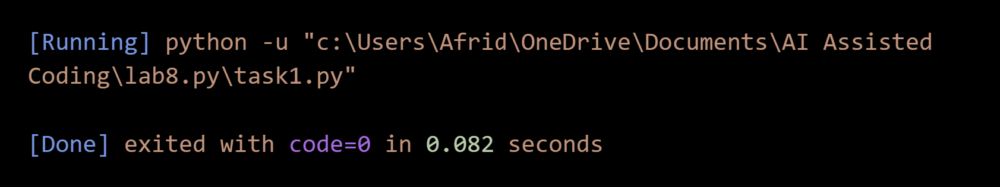 [Running] python -u "c:\Users\Afrid\OneDrive\Documents\AI Assisted
Coding\lab8.py\task1.py"
[Done] exited with code=0 in 0.082 seconds